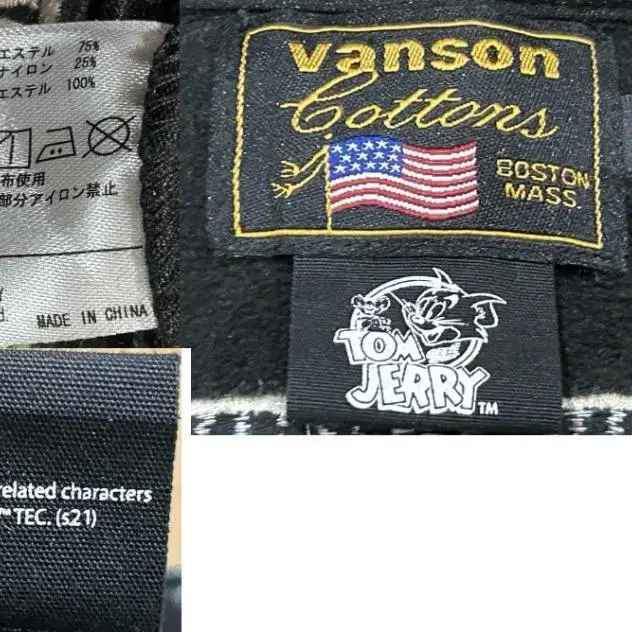 エステル 75%
ナイロン 25%
エステル 100%
布使用
部分アイロン禁止
MADE IN CHINA
vanson
Cottons
BOSTON
MASS.
TOM
JERRY™
related characters
™ TEC. (s21)